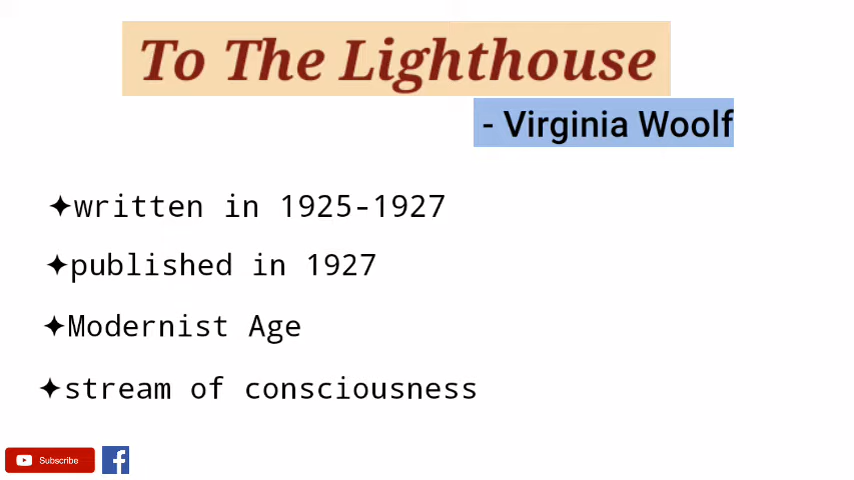 To The Lighthouse
- Virginia Woolf
✦written in 1925-1927
✦published in 1927
✦Modernist Age
✦stream of consciousness
Subscribe
f